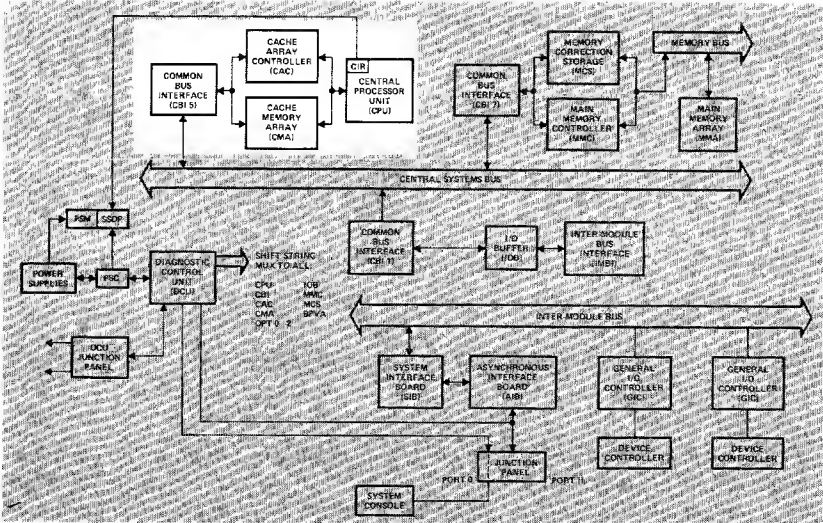 CACHE
ARRAY
CONTROLLER
(CAC)
COMMON
BUS
INTERFACE
(CBI 5)
CACHE
MEMORY
ARRAY
(CMA)
CIR
CENTRAL
PROCESSOR
UNIT
(CPU)
MEMORY
CORRECTION
STORAGE
(MCS)
MEMORY BUS
COMMON
BUS
INTERFACE
(CBI 7)
MAIN
MEMORY
CONTROLLER
(MMC)
MAIN
MEMORY
ARRAY
(MMA)
CENTRAL SYSTEMS BUS
PSM SSDP
POWER
SUPPLIES
PSC
DIAGNOSTIC
CONTROL
UNIT
(DCU)
SHIFT STRING
MUX TO ALL:
CPU IOB
CBI MMC
CAC MCS
CMA BPVA
OPT 0 2
COMMON
BUS
INTERFACE
(CBI 1)
I/O
BUFFER
(IOB)
INTER-MODULE
BUS
INTERFACE
(IMBI)
INTER-MODULE BUS
DCU
JUNCTION
PANEL
SYSTEM
INTERFACE
BOARD
(SIB)
ASYNCHRONOUS
INTERFACE
BOARD
(AIB)
GENERAL
I/O
CONTROLLER
(GIC)
GENERAL
I/O
CONTROLLER
(GIC)
DEVICE
CONTROLLER
DEVICE
CONTROLLER
PORT 0
JUNCTION
PANEL
PORT 11
SYSTEM
CONSOLE